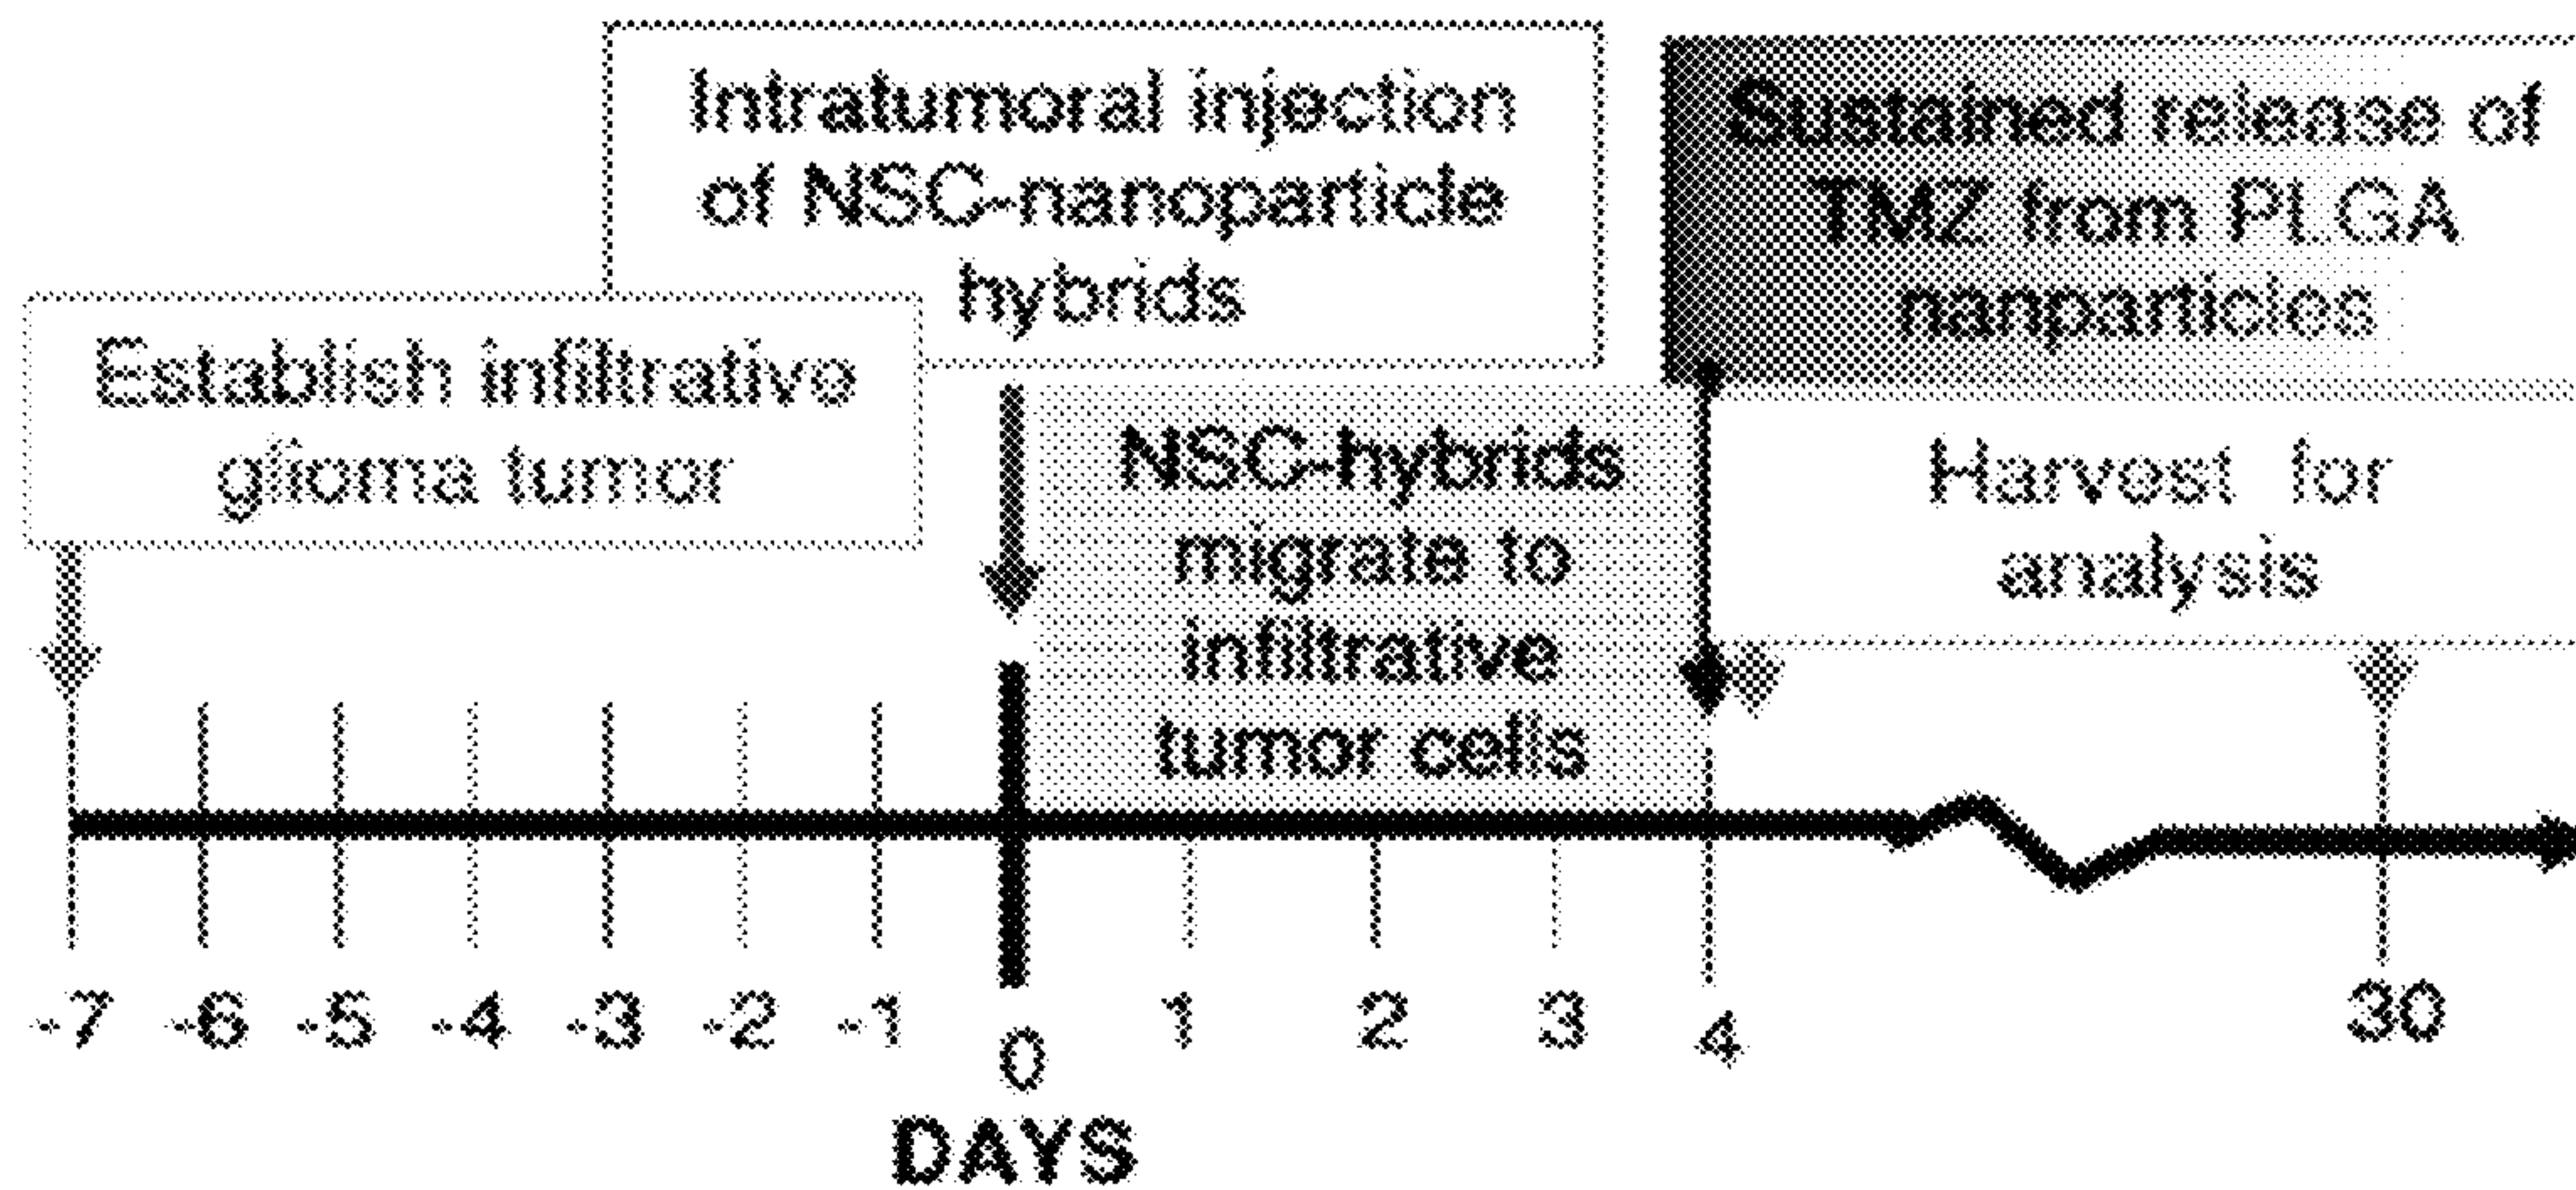 Intratumoral injection
of NSC-nanoparticle
hybrids
Sustained release of
TMZ from PLGA
nanparticles
Establish infiltrative
glioma tumor
NSC-hybrids
migrate to
infiltrative
tumor cells
Harvest for
analysis
-7 -6 -5 -4 -3 -2 -1 0 1 2 3 4 30
DAYS